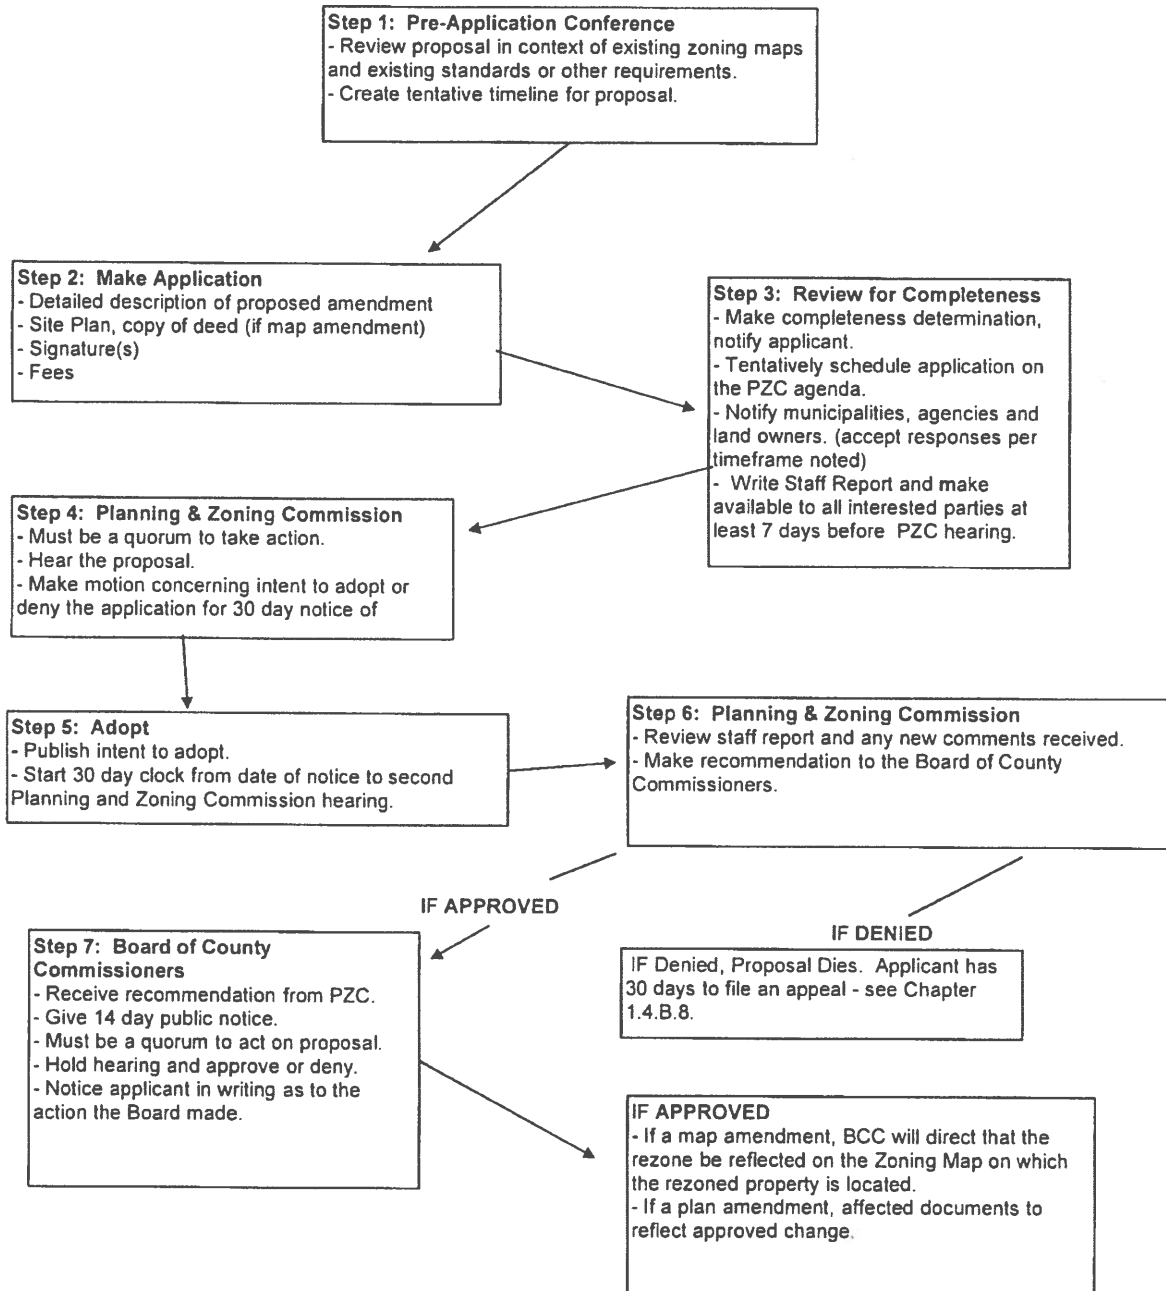 Step 1: Pre-Application Conference
- Review proposal in context of existing zoning maps
and existing standards or other requirements.
- Create tentative timeline for proposal.
Step 2: Make Application
- Detailed description of proposed amendment
- Site Plan, copy of deed (if map amendment)
- Signature(s)
- Fees
Step 3: Review for Completeness
- Make completeness determination,
notify applicant.
- Tentatively schedule application on
the PZC agenda.
- Notify municipalities, agencies and
land owners. (accept responses per
timeframe noted)
- Write Staff Report and make
available to all interested parties at
least 7 days before PZC hearing.
Step 4: Planning & Zoning Commission
- Must be a quorum to take action.
- Hear the proposal.
- Make motion concerning intent to adopt or
deny the application for 30 day notice of
Step 5: Adopt
- Publish intent to adopt.
- Start 30 day clock from date of notice to second
Planning and Zoning Commission hearing.
Step 6: Planning & Zoning Commission
- Review staff report and any new comments received.
- Make recommendation to the Board of County
Commissioners.
IF APPROVED
IF DENIED
Step 7: Board of County
Commissioners
- Receive recommendation from PZC.
- Give 14 day public notice.
- Must be a quorum to act on proposal.
- Hold hearing and approve or deny.
- Notice applicant in writing as to the
action the Board made.
IF Denied, Proposal Dies. Applicant has
30 days to file an appeal - see Chapter
1.4.B.8.
IF APPROVED
- If a map amendment, BCC will direct that the
rezone be reflected on the Zoning Map on which
the rezoned property is located.
- If a plan amendment, affected documents to
reflect approved change.